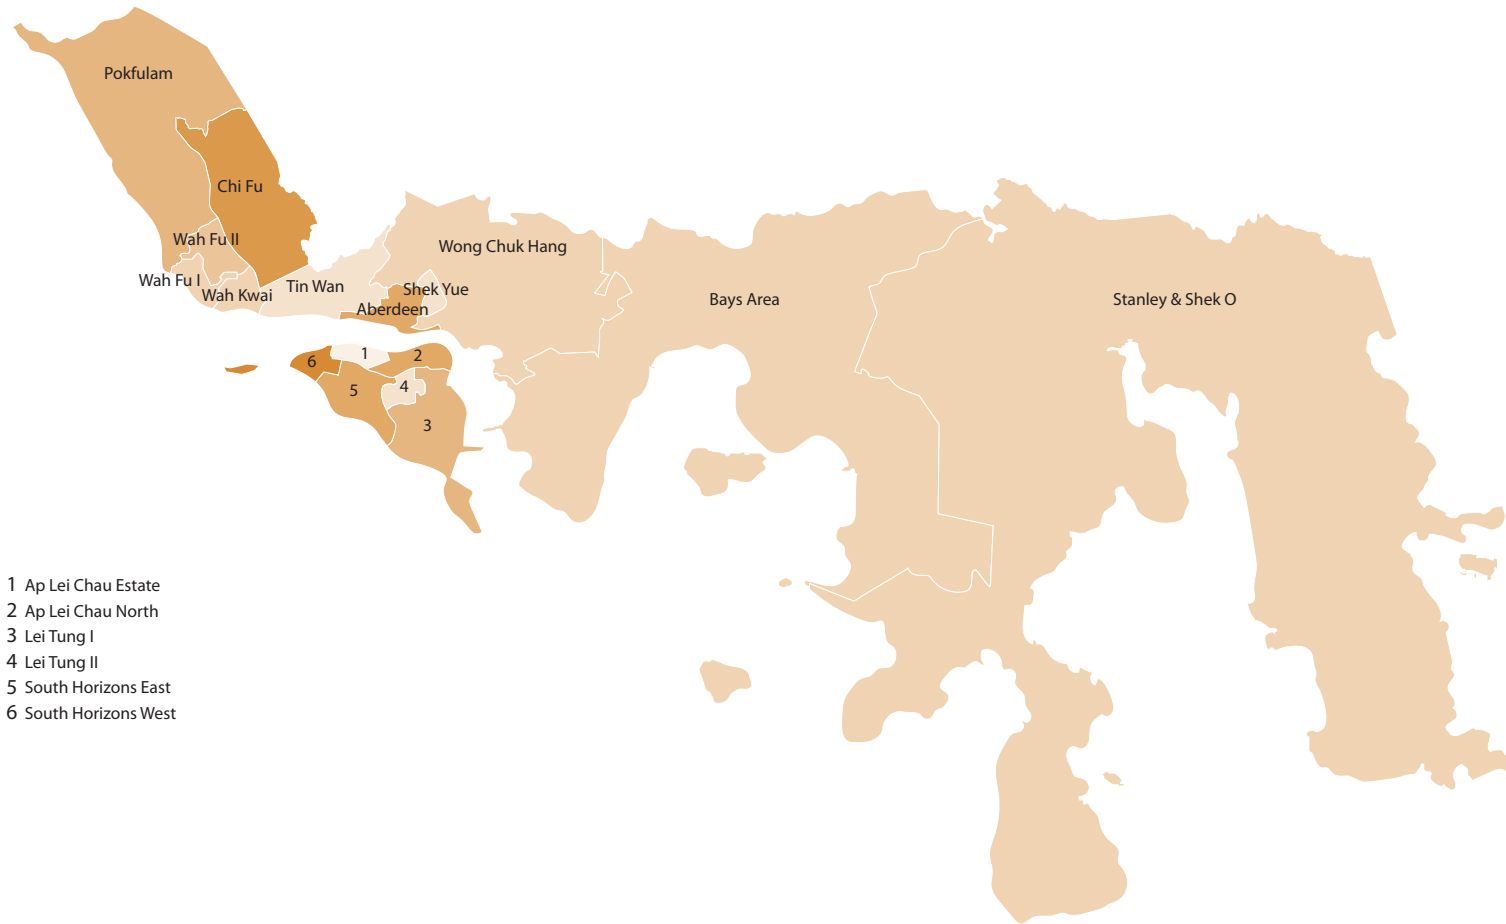 Pokfulam
Chi Fu
Wah Fu II
Wong Chuk Hang
Wah Fu I
Tin Wan
Shek Yue
Wah Kwai
Bays Area
Stanley & Shek O
Aberdeen
1
2
6
4
5
3
1 Ap Lei Chau Estate
2 Ap Lei Chau North
3 Lei Tung I
4 Lei Tung II
5 South Horizons East
6 South Horizons West